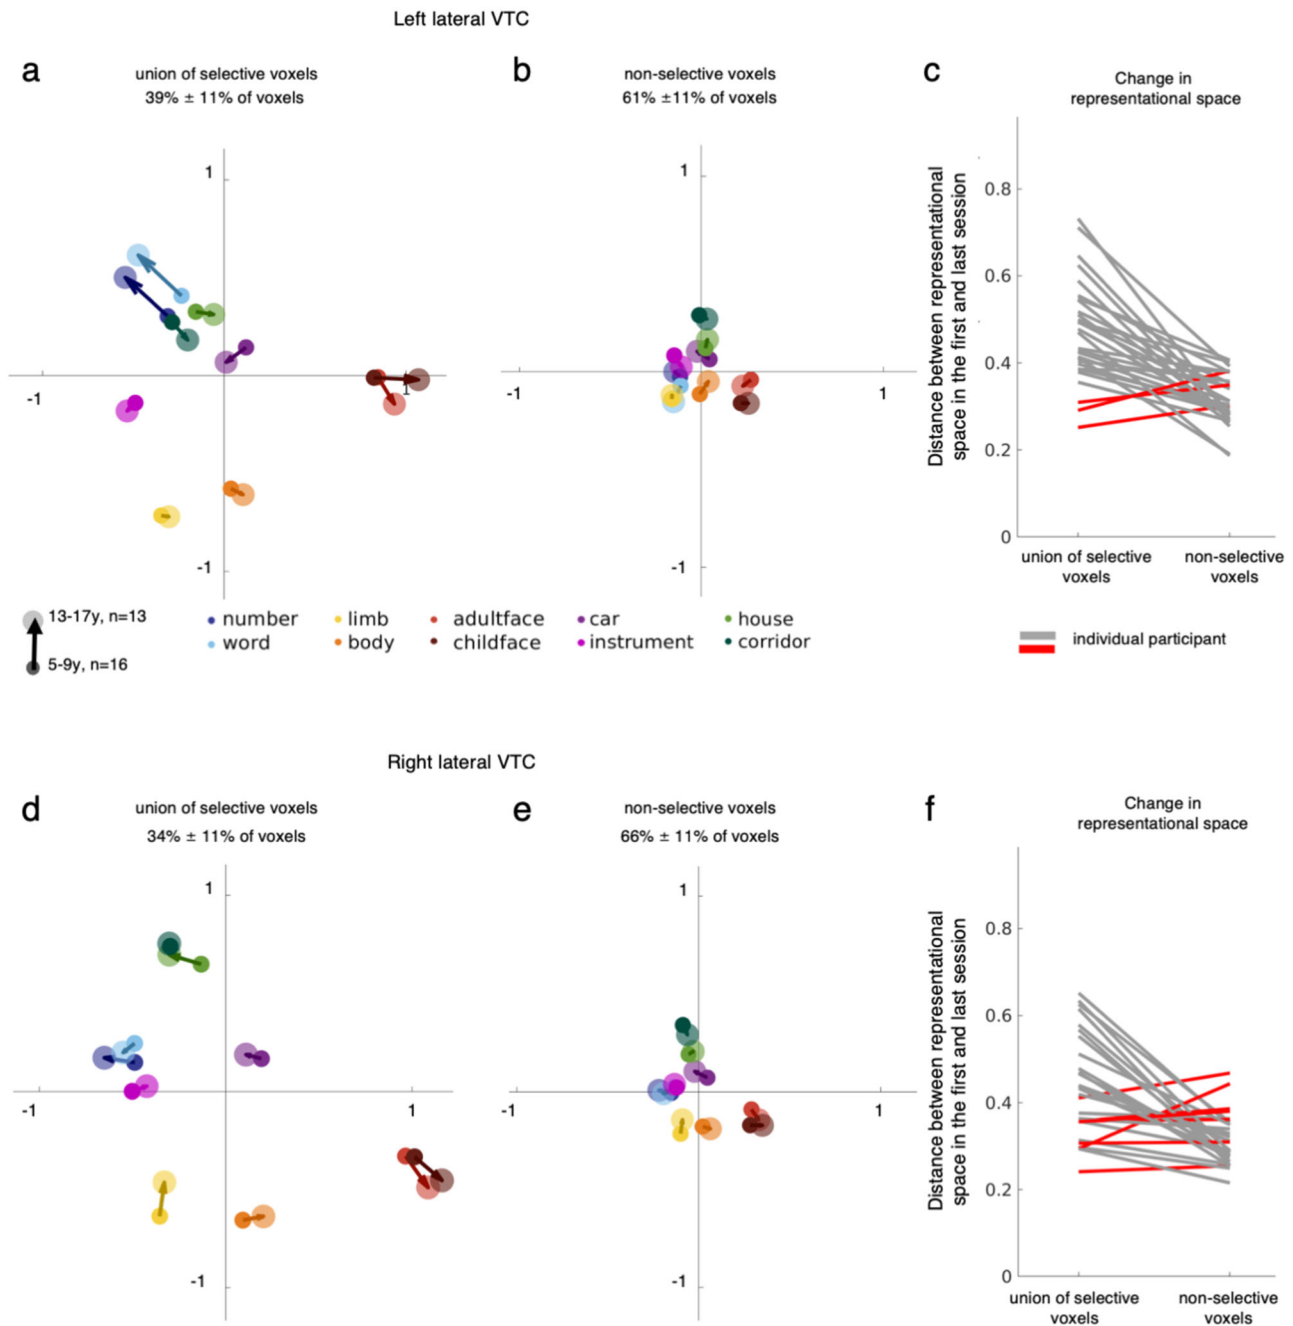 Left lateral VTC
a
union of selective voxels
39% ± 11% of voxels
1
-1
1
-1
b
non-selective voxels
61% ±11% of voxels
1
-1
1
-1
c
Change in
representational space
Distance between representational
space in the first and last session
0.8
0.6
0.4
0.2
0
union of selective
voxels
non-selective
voxels
13-17y, n=13
5-9y, n=16
number
word
limb
body
adultface
childface
car
instrument
house
corridor
individual participant
Right lateral VTC
d
union of selective voxels
34% ± 11% of voxels
1
-1
1
-1
e
non-selective voxels
66% ± 11% of voxels
1
-1
1
-1
f
Change in
representational space
Distance between representational
space in the first and last session
0.8
0.6
0.4
0.2
0
union of selective
voxels
non-selective
voxels